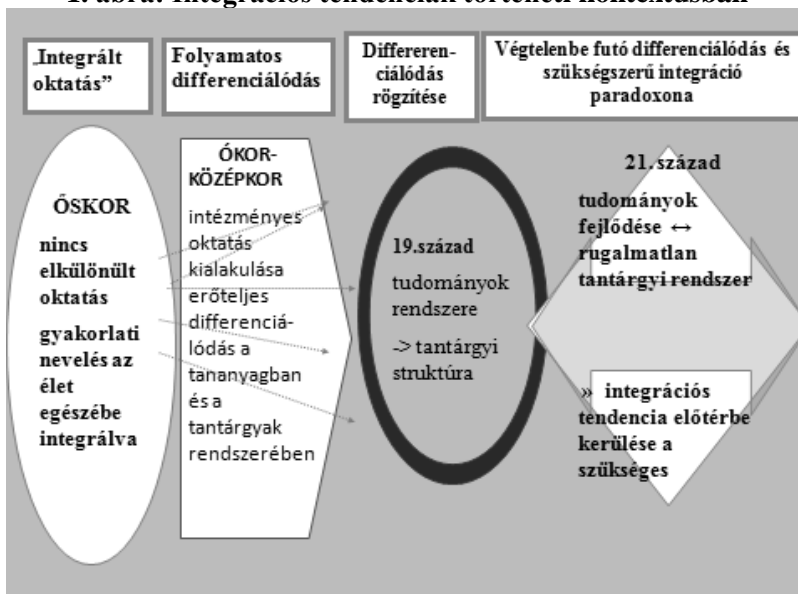 1. ábra: Integrációs tendenciák történeti kontextusban
„Integrált
oktatás”
Folyamatos
differenciálódás
Differeren-
ciálódás
rögzítése
Végtelenbe futó differenciálódás és
szükségszerű integráció
paradoxona
ŐSKOR
nincs
elkülönült
oktatás
gyakorlati
nevelés az
élet
egészébe
integrálva
ÓKOR-
KÖZÉPKOR
intézményes
oktatás
kialakulása
erőteljes
differenciá-
lódás a
tananyagban
és a
tantárgyak
rendszerében
19.század
tudományok
rendszere
-> tantárgyi
struktúra
21.század
tudományok
fejlődése ↔
rugalmatlan
tantárgyi rendszer
» integrációs
tendencia előtérbe
kerülése a
szükséges